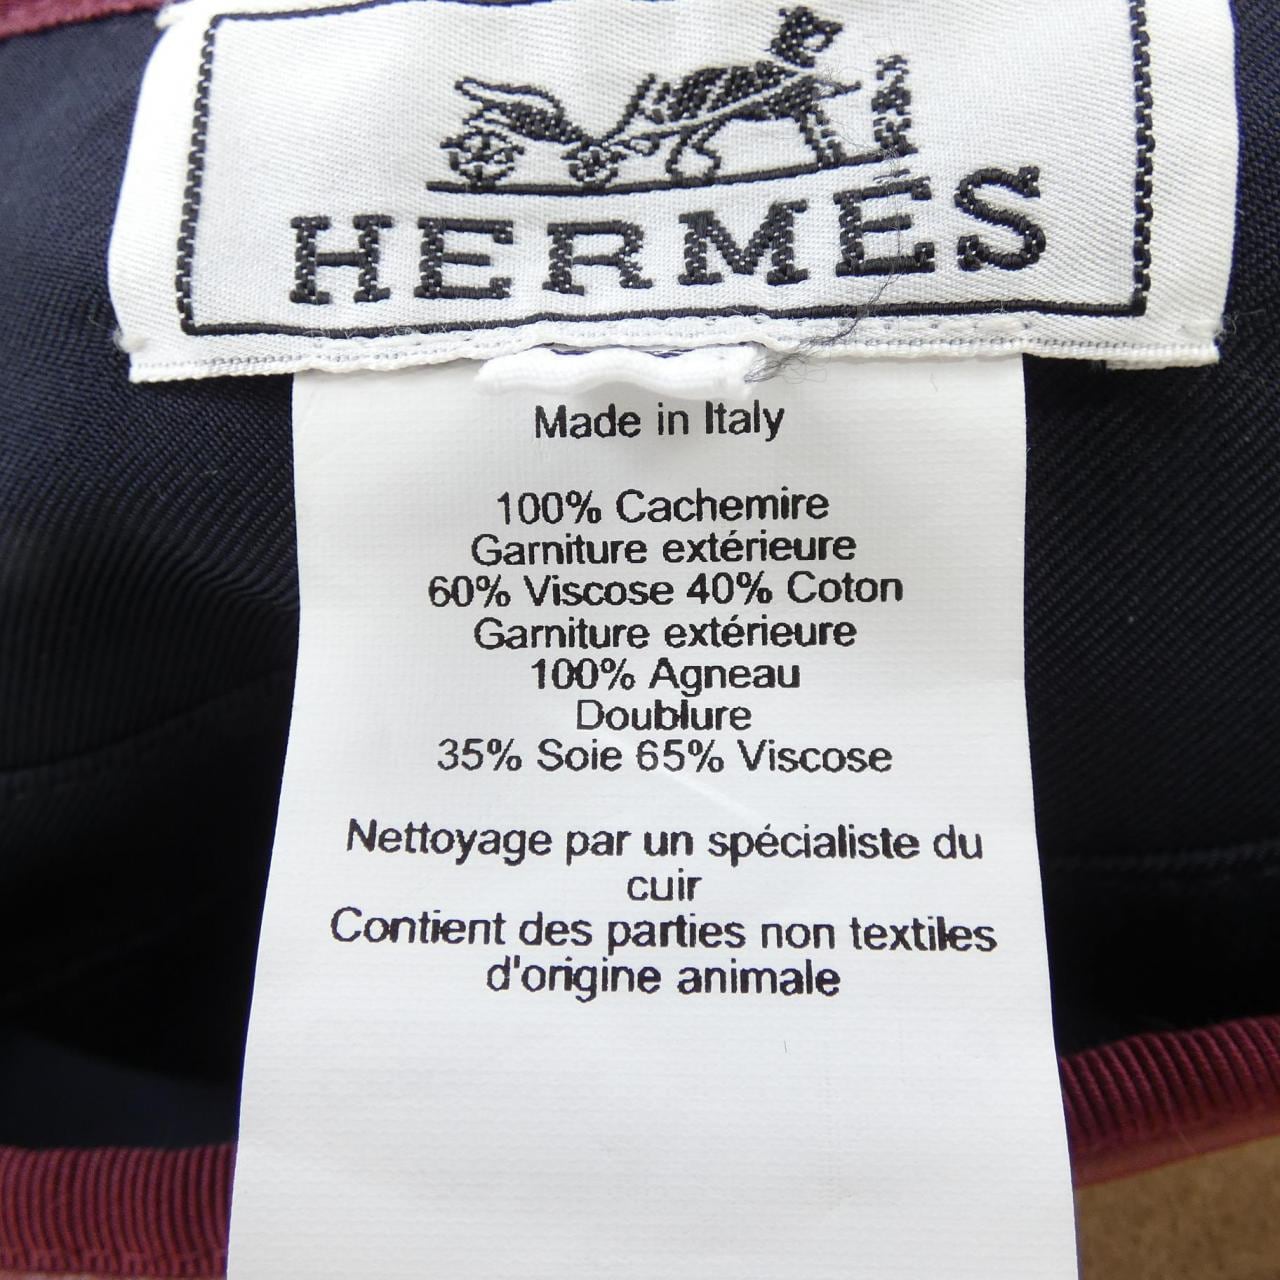 HERMÈS
Made in Italy
100% Cachemire
Garniture extérieure
60% Viscose 40% Coton
Garniture extérieure
100% Agneau
Doublure
35% Soie 65% Viscose
Nettoyage par un spécialiste du
cuir
Contient des parties non textiles
d'origine animale